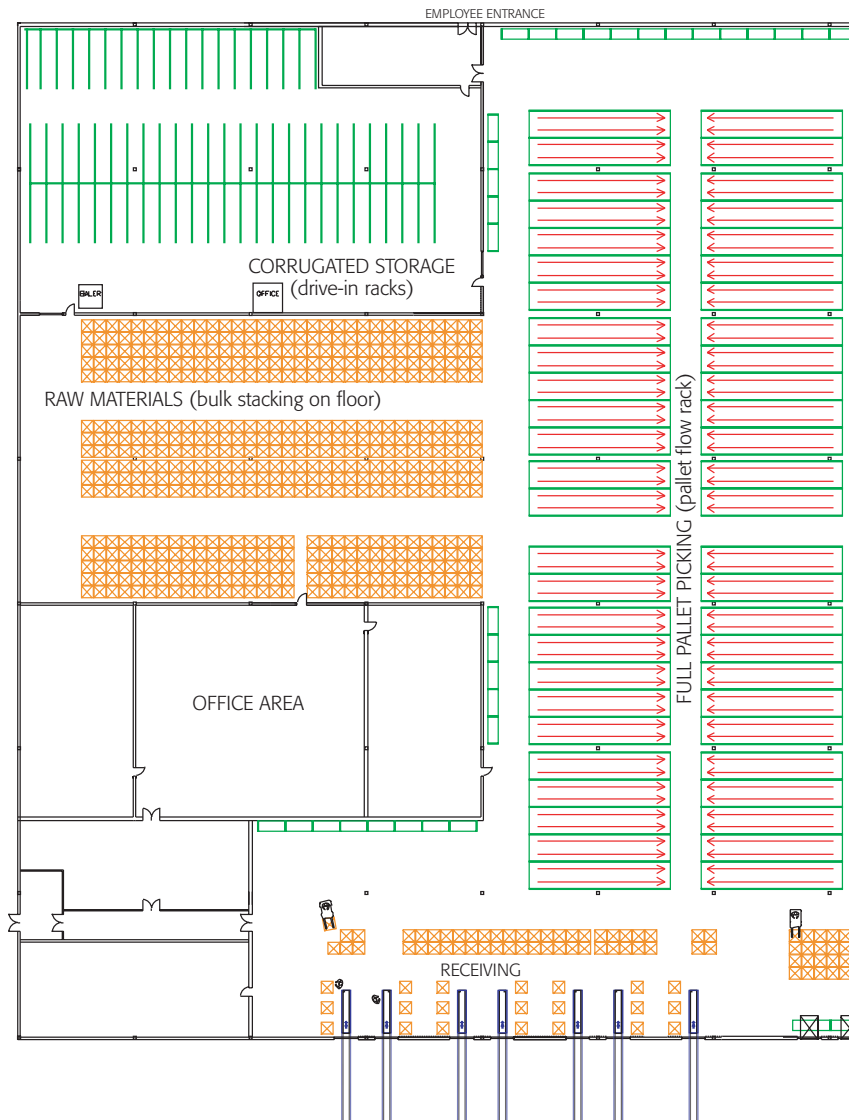 EMPLOYEE ENTRANCE
CORRUGATED STORAGE
(drive-in racks)
BALER
OFFICE
RAW MATERIALS (bulk stacking on floor)
FULL PALLET PICKING (pallet flow rack)
OFFICE AREA
RECEIVING